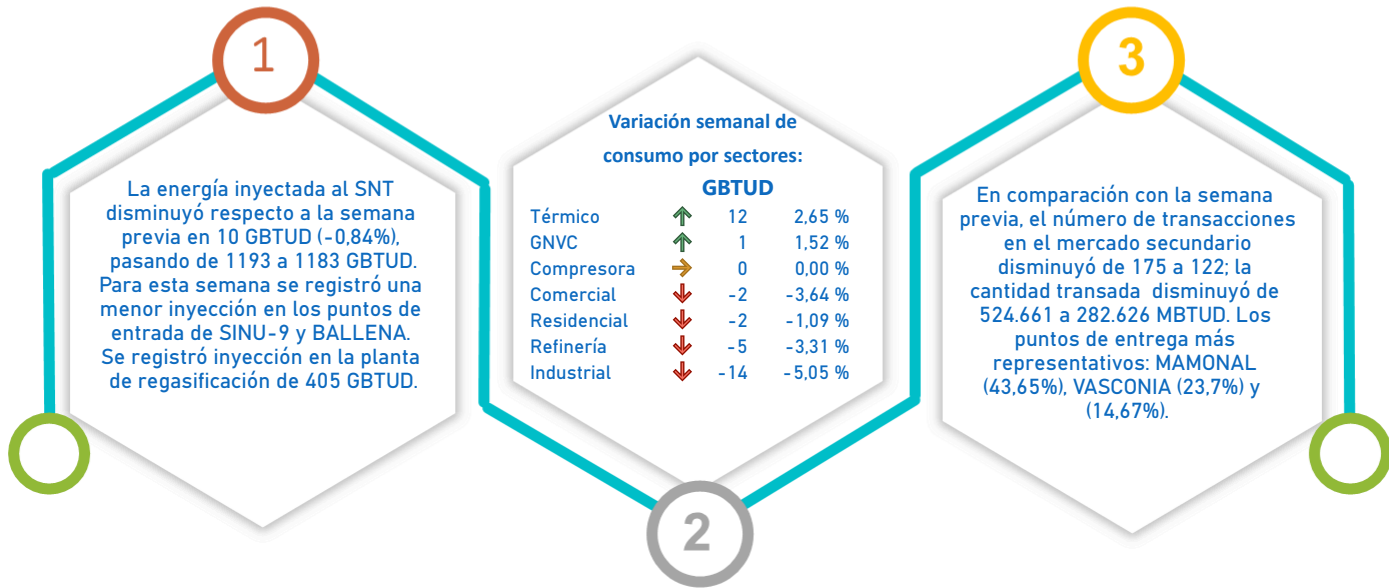 1
La energía inyectada al SNT
disminuyó respecto a la semana
previa en 10 GBTUD (-0,84%),
pasando de 1193 a 1183 GBTUD.
Para esta semana se registró una
menor inyección en los puntos de
entrada de SINU-9 y BALLENA.
Se registró inyección en la planta
de regasificación de 405 GBTUD.
Variación semanal de
consumo por sectores:
GBTUD
Térmico 12 2,65 %
GNVC 1 1,52 %
Compresora 0 0,00 %
Comercial -2 -3,64 %
Residencial -2 -1,09 %
Refinería -5 -3,31 %
Industrial -14 -5,05 %
2
3
En comparación con la semana
previa, el número de transacciones
en el mercado secundario
disminuyó de 175 a 122; la
cantidad transada disminuyó de
524.661 a 282.626 MBTUD. Los
puntos de entrega más
representativos: MAMONAL
(43,65%), VASCONIA (23,7%) y
(14,67%).